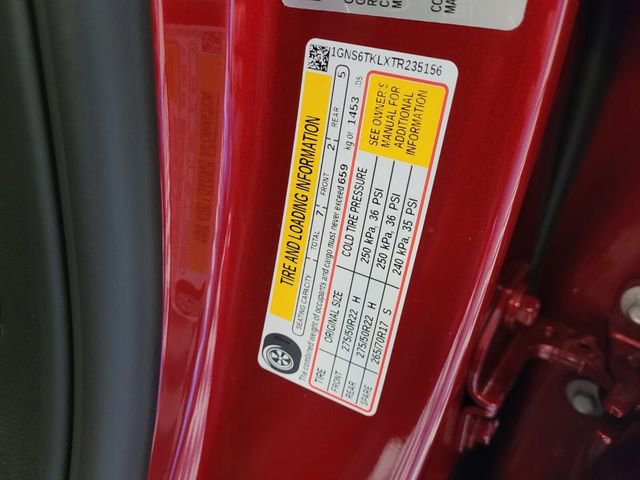 1GNS6TKLXTR235156
TIRE AND LOADING INFORMATION
SEATING CAPACITY TOTAL 7 FRONT 2 REAR 5
The combined weight of occupants and cargo must never exceed 659 kg or 1453 lbs
TIRE ORIGINAL SIZE COLD TIRE PRESSURE
FRONT 275/50R22 H 250 kPa, 36 PSI
REAR 275/50R22 H 250 kPa, 36 PSI
SPARE 265/70R17 S 240 kPa, 35 PSI
SEE OWNER'S
MANUAL FOR
ADDITIONAL
INFORMATION